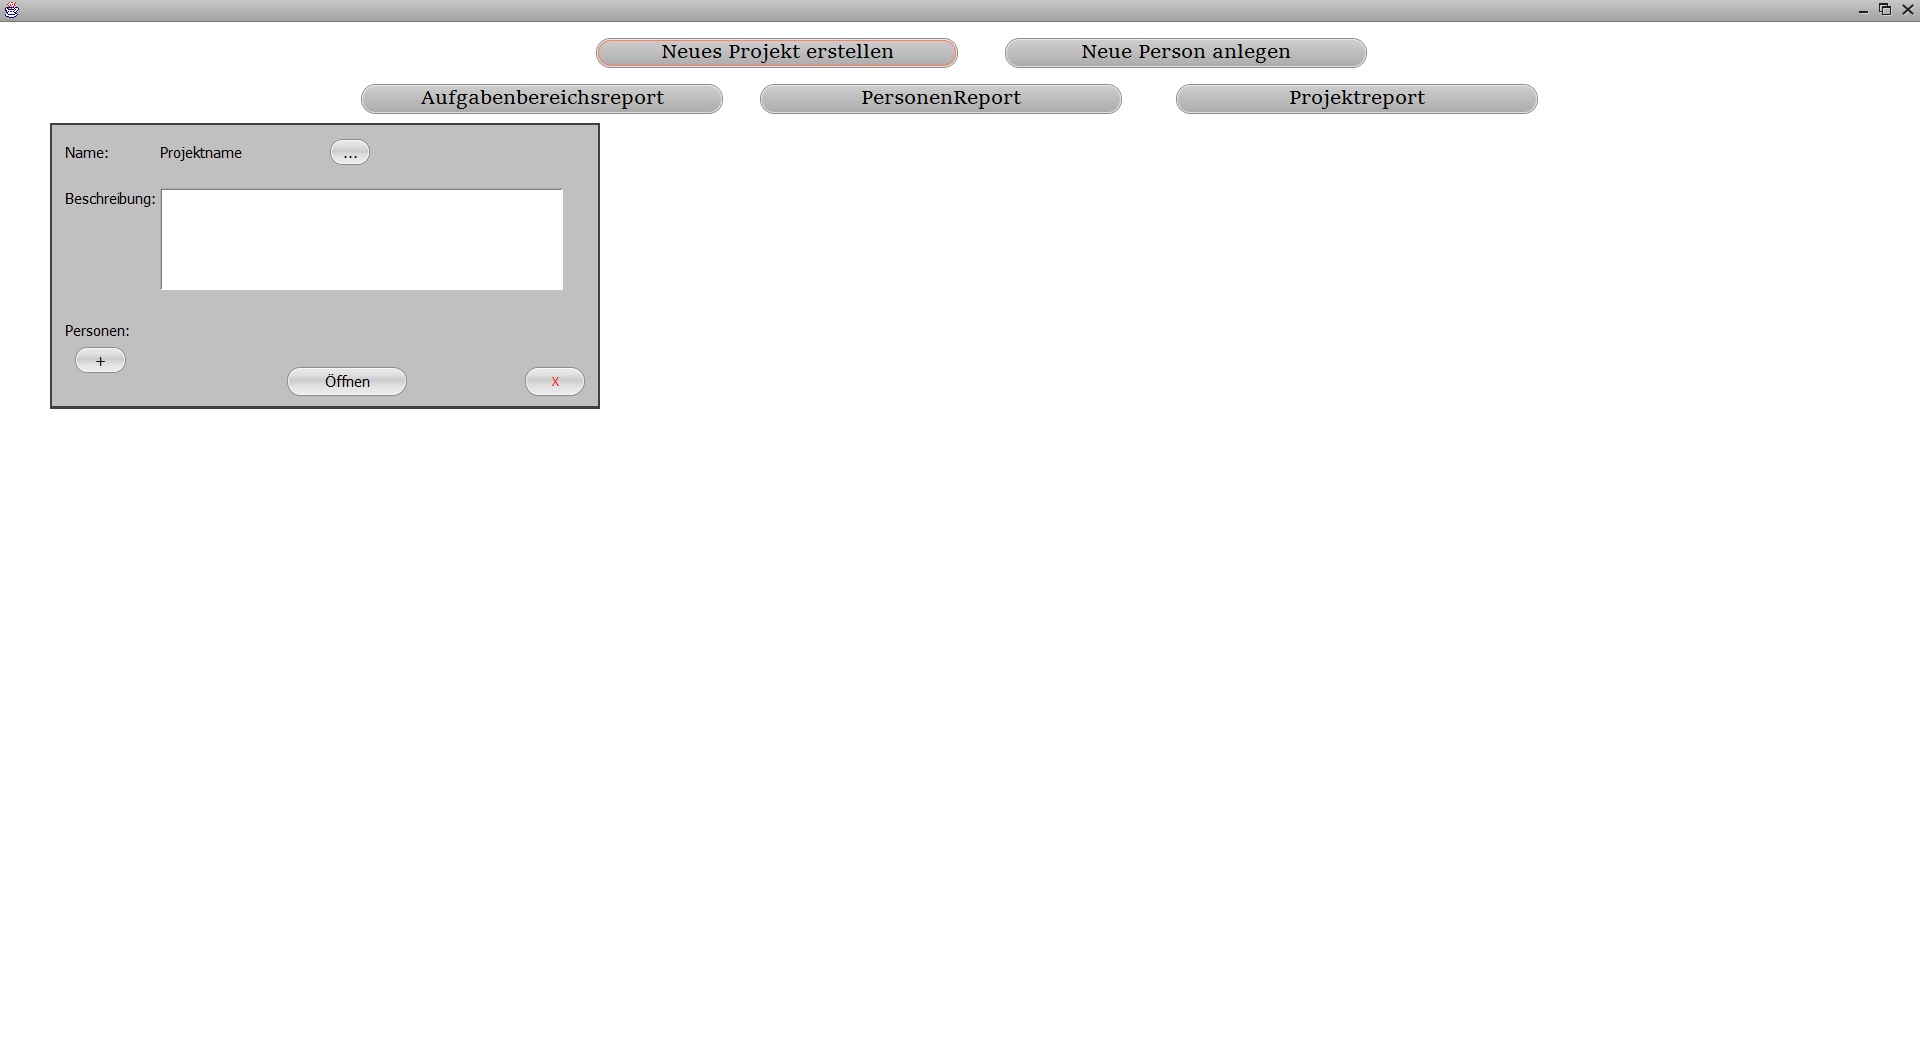 Neues Projekt erstellen
Neue Person anlegen
Aufgabenbereichsreport
PersonenReport
Projektreport
Name: Projektname ...
Beschreibung:
Personen:
+
Öffnen
X